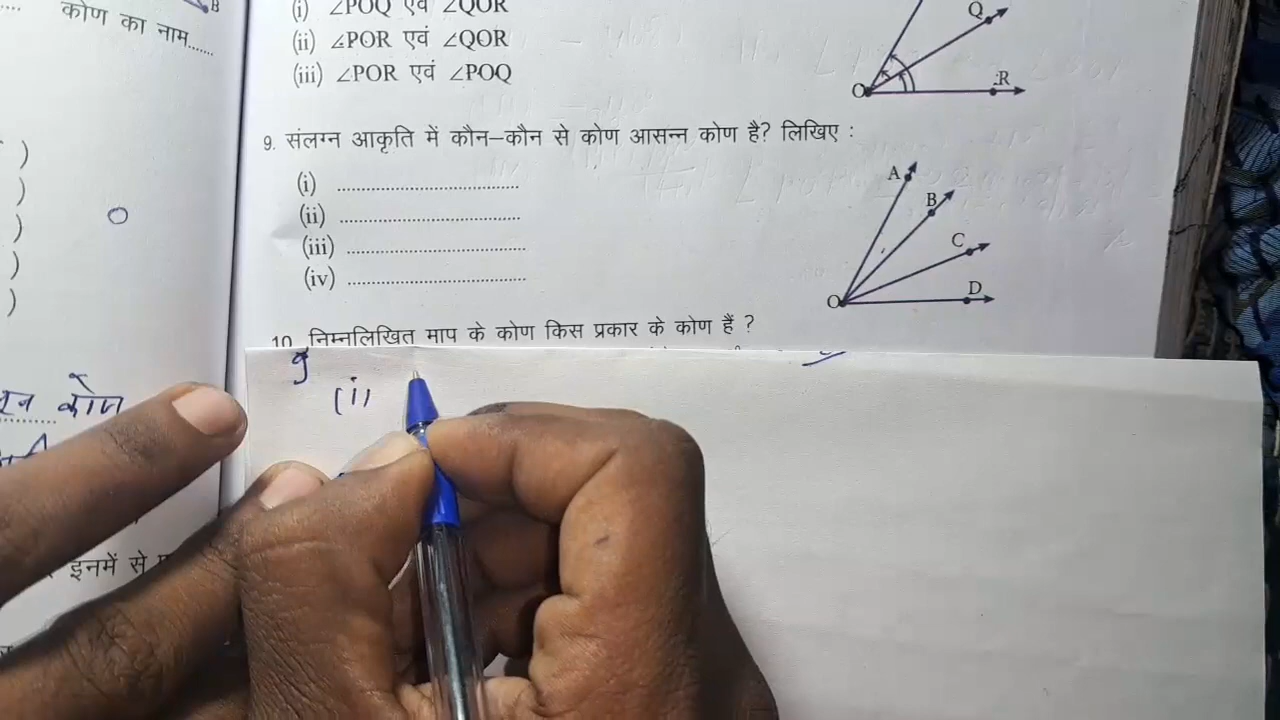 B
कोण का नाम......
(i) ∠POQ एवं ∠QOR
(ii) ∠POR एवं ∠QOR
(iii) ∠POR एवं ∠POQ
Q
O
R
9. संलग्न आकृति में कौन–कौन से कोण आसन्न कोण है? लिखिए :
(i) ....................................
(ii) ....................................
(iii) ....................................
(iv) ....................................
A
B
C
O
D
10. निम्नलिखित माप के कोण किस प्रकार के कोण हैं ?
9
(i)
कोण
इनमें से